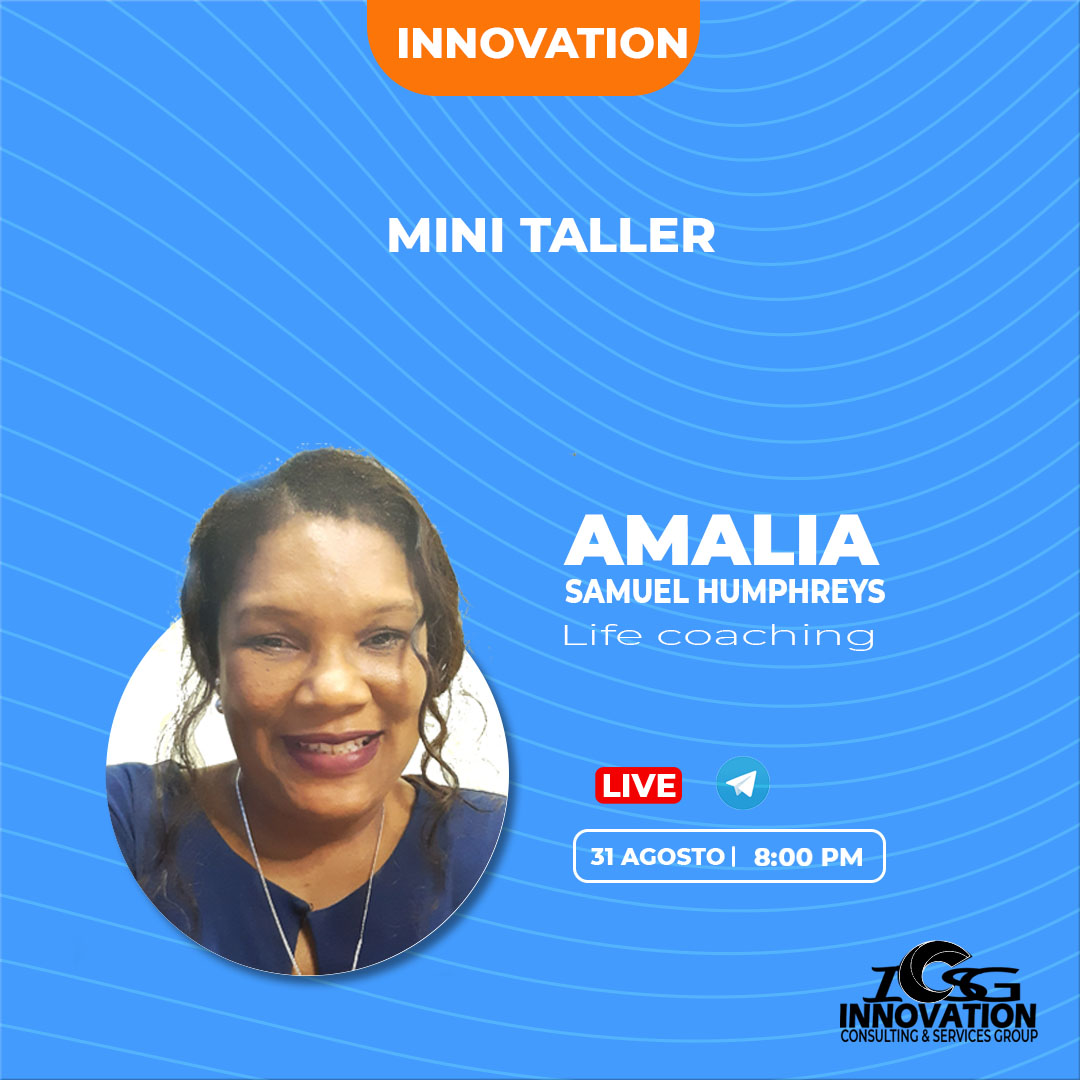 INNOVATION
MINI TALLER
AMALIA
SAMUEL HUMPHREYS
Life coaching
LIVE
31 AGOSTO | 8:00 PM
ICSG
INNOVATION
CONSULTING & SERVICES GROUP